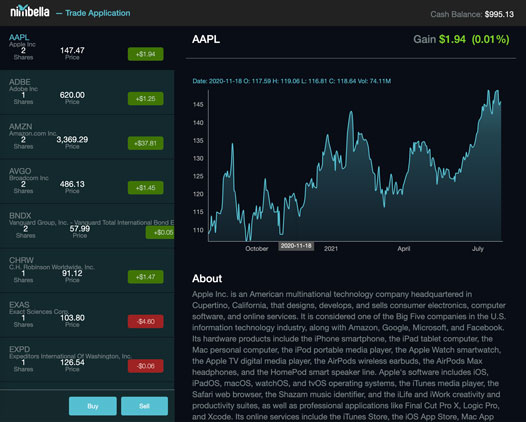 nimbella — Trade Application
Cash Balance: $995.13
AAPL
Apple Inc
2 147.47 +$1.94
Shares Price
ADBE
Adobe Inc
1 620.00 +$1.25
Shares Price
AMZN
Amazon.com Inc
2 3,369.29 +$37.81
Shares Price
AVGO
Broadcom Inc
2 486.13 +$1.45
Shares Price
BNDX
Vanguard Group, Inc. - Vanguard Total International Bond E
2 57.99 +$0.05
Shares Price
CHRW
C.H. Robinson Worldwide, Inc.
1 91.12 +$1.47
Shares Price
EXAS
Exact Sciences Corp.
1 103.80 -$4.60
Shares Price
EXPD
Expeditors International Of Washington, Inc.
1 126.54 -$0.06
Shares Price
Buy Sell
AAPL Gain $1.94 (0.01%)
Date: 2020-11-18 O: 117.59 H: 119.06 L: 116.81 C: 118.64 Vol: 74.11M
145
140
135
130
125
120
115
110
October 2020-11-18 2021 April July
About
Apple Inc. is an American multinational technology company headquartered in
Cupertino, California, that designs, develops, and sells consumer electronics, computer
software, and online services. It is considered one of the Big Five companies in the U.S.
information technology industry, along with Amazon, Google, Microsoft, and Facebook.
Its hardware products include the iPhone smartphone, the iPad tablet computer, the
Mac personal computer, the iPod portable media player, the Apple Watch smartwatch,
the Apple TV digital media player, the AirPods wireless earbuds, the AirPods Max
headphones, and the HomePod smart speaker line. Apple's software includes iOS,
iPadOS, macOS, watchOS, and tvOS operating systems, the iTunes media player, the
Safari web browser, the Shazam music identifier, and the iLife and iWork creativity and
productivity suites, as well as professional applications like Final Cut Pro X, Logic Pro,
and Xcode. Its online services include the iTunes Store, the iOS App Store, Mac App